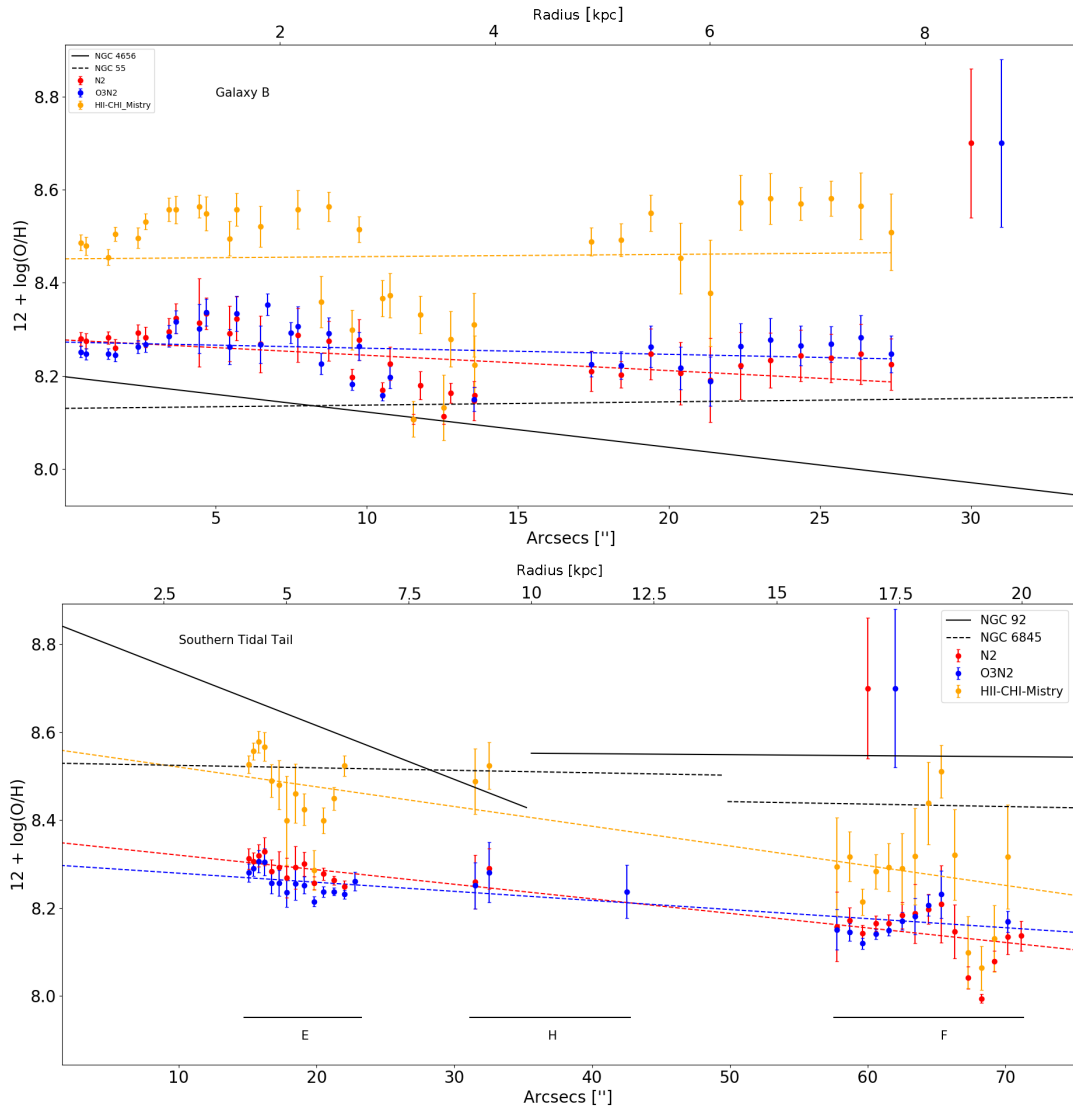 Radius [kpc]
2 4 6 8
NGC 4656
NGC 55
N2
O3N2
HII-CHI_Mistry
Galaxy B
12 + log(O/H)
8.8
8.6
8.4
8.2
8.0
5 10 15 20 25 30
Arcsecs ['']
Radius [kpc]
2.5 5 7.5 10 12.5 15 17.5 20
Southern Tidal Tail
NGC 92
NGC 6845
N2
O3N2
HII-CHI-Mistry
12 + log(O/H)
8.8
8.6
8.4
8.2
8.0
E H F
10 20 30 40 50 60 70
Arcsecs ['']